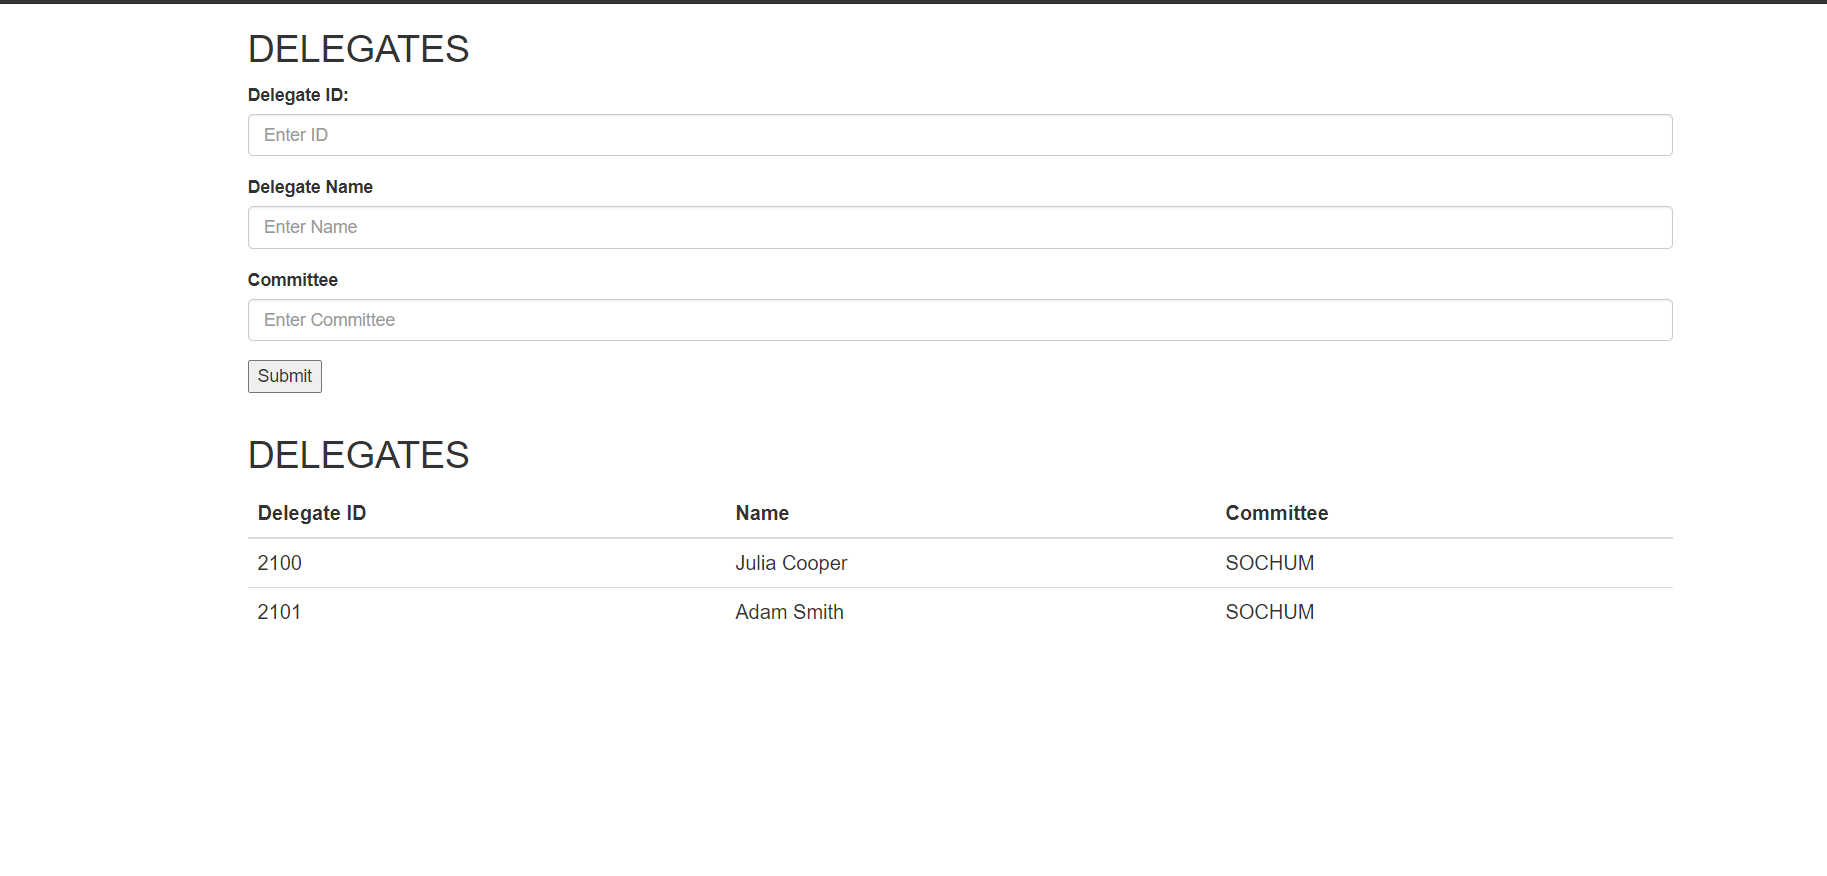 DELEGATES
Delegate ID:
Enter ID
Delegate Name
Enter Name
Committee
Enter Committee
Submit
DELEGATES
Delegate ID Name Committee
2100 Julia Cooper SOCHUM
2101 Adam Smith SOCHUM